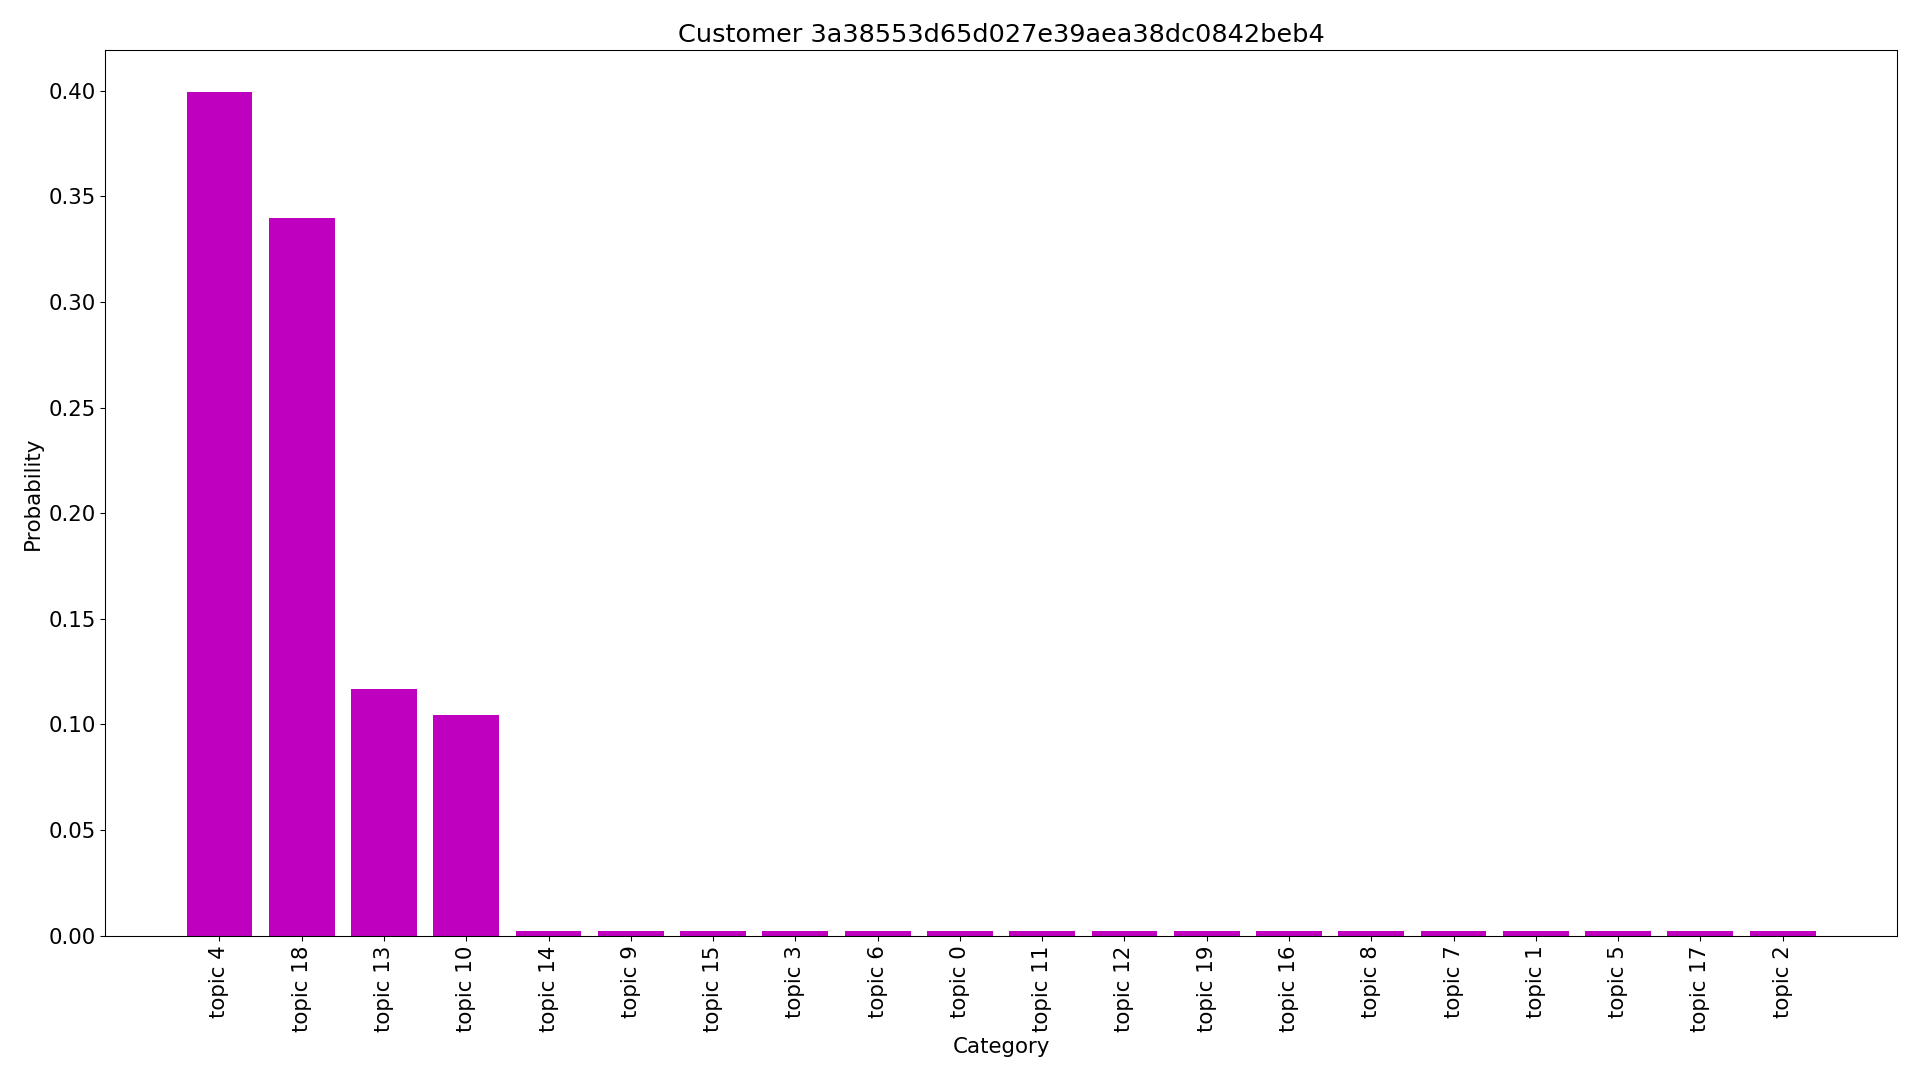 Customer 3a38553d65d027e39aea38dc0842beb4
Probability
0.40
0.35
0.30
0.25
0.20
0.15
0.10
0.05
0.00
topic 4
topic 18
topic 13
topic 10
topic 14
topic 9
topic 15
topic 3
topic 6
topic 0
topic 11
topic 12
topic 19
topic 16
topic 8
topic 7
topic 1
topic 5
topic 17
topic 2
Category